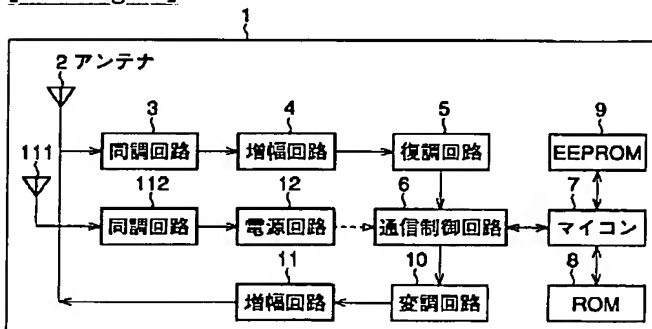 1
2 アンテナ
3
4
5
9
111
同調回路
増幅回路
復調回路
EEPROM
112
12
6
7
同調回路
電源回路
通信制御回路
マイコン
11
10
8
増幅回路
変調回路
ROM